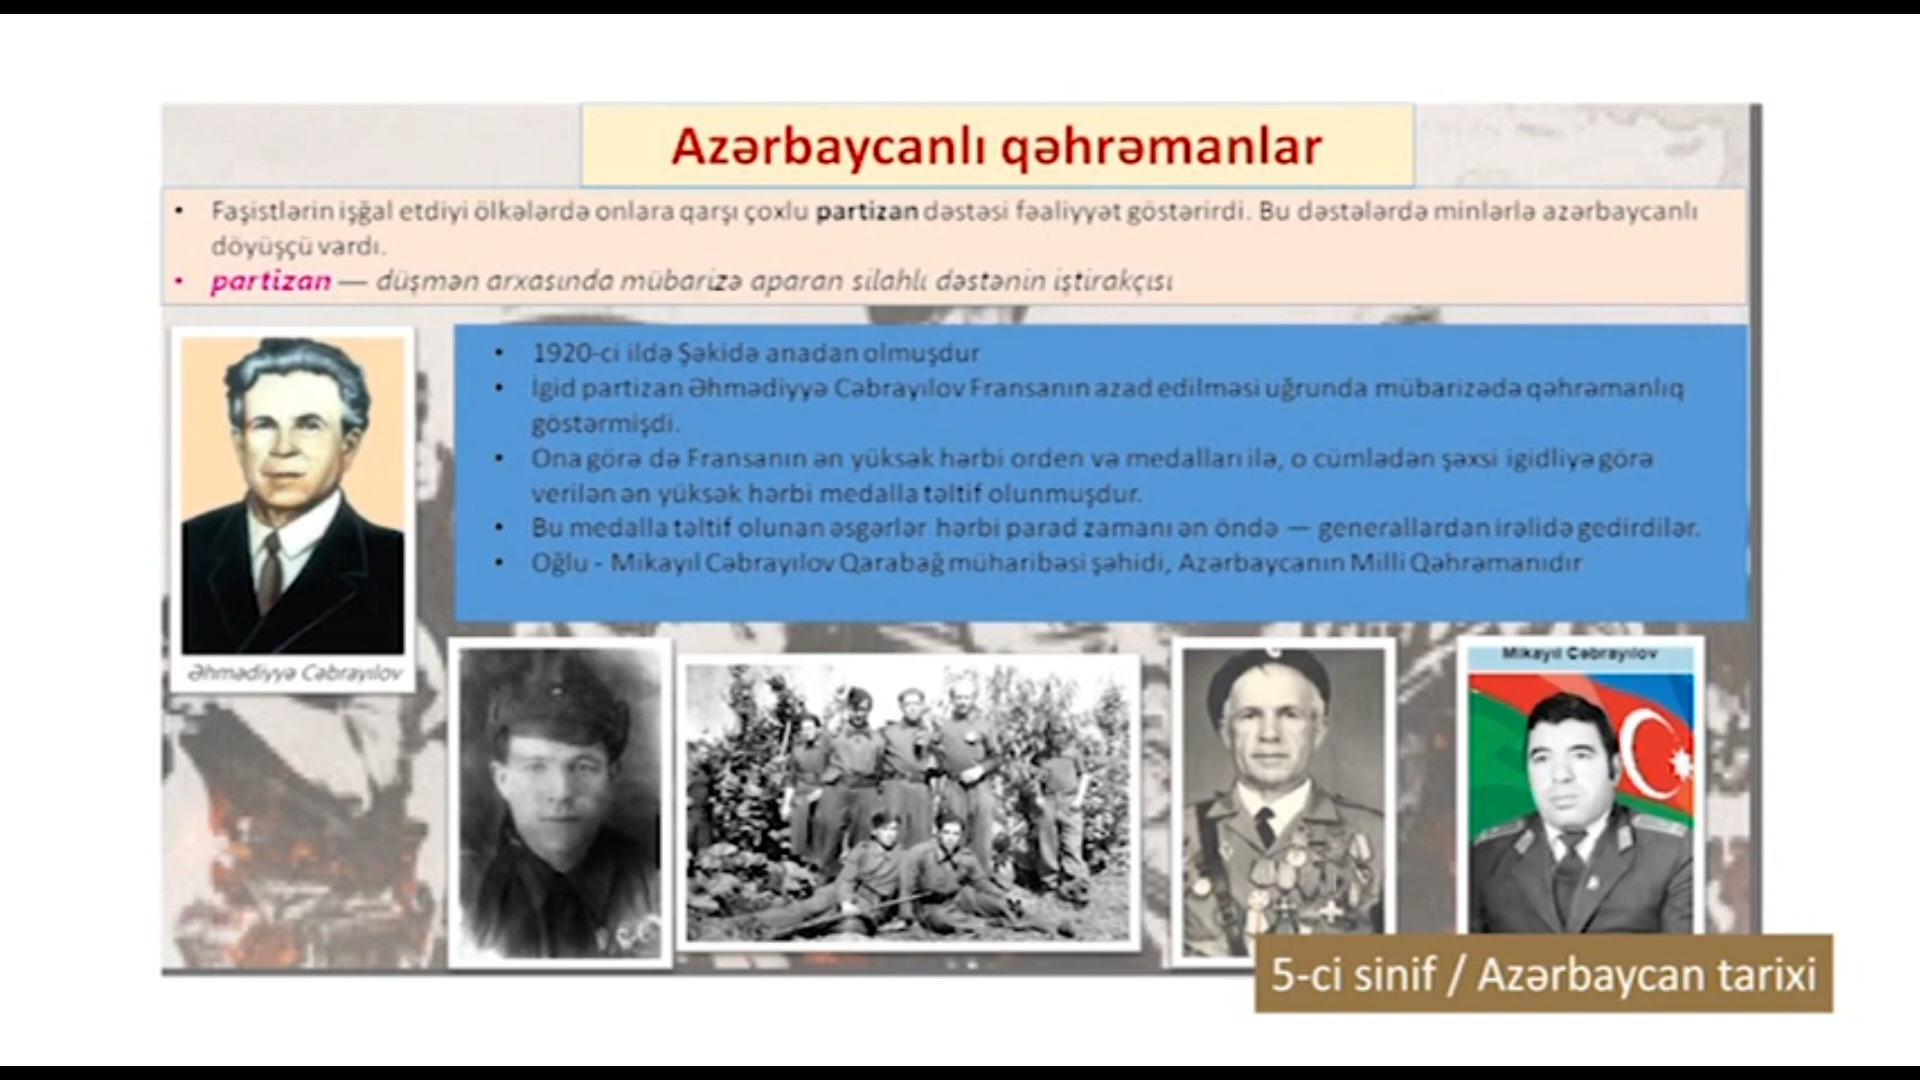 Azərbaycanlı qəhrəmanlar
• Faşistlərin işğal etdiyi ölkələrdə onlara qarşı çoxlu partizan dəstəsi fəaliyyət göstərirdi. Bu dəstələrdə minlərlə azərbaycanlı
döyüşçü vardı.
• partizan — düşmən arxasında mübarizə aparan silahlı dəstənin iştirakçısı
• 1920-ci ildə Şəkidə anadan olmuşdur
• İgid partizan Əhmədiyyə Cəbrayılov Fransanın azad edilməsi uğrunda mübarizədə qəhrəmanlıq
göstərmişdi.
• Ona görə də Fransanın ən yüksək hərbi orden və medalları ilə, o cümlədən şəxsi igidliyə görə
verilən ən yüksək hərbi medalla təltif olunmuşdur.
• Bu medalla təltif olunan əsgərlər hərbi parad zamanı ən öndə — generallardan irəlidə gedirdilər.
• Oğlu - Mikayıl Cəbrayılov Qarabağ müharibəsi şəhidi, Azərbaycanın Milli Qəhrəmanıdır
Əhmədiyyə Cəbrayılov
Mikayıl Cəbrayılov
5-ci sinif / Azərbaycan tarixi